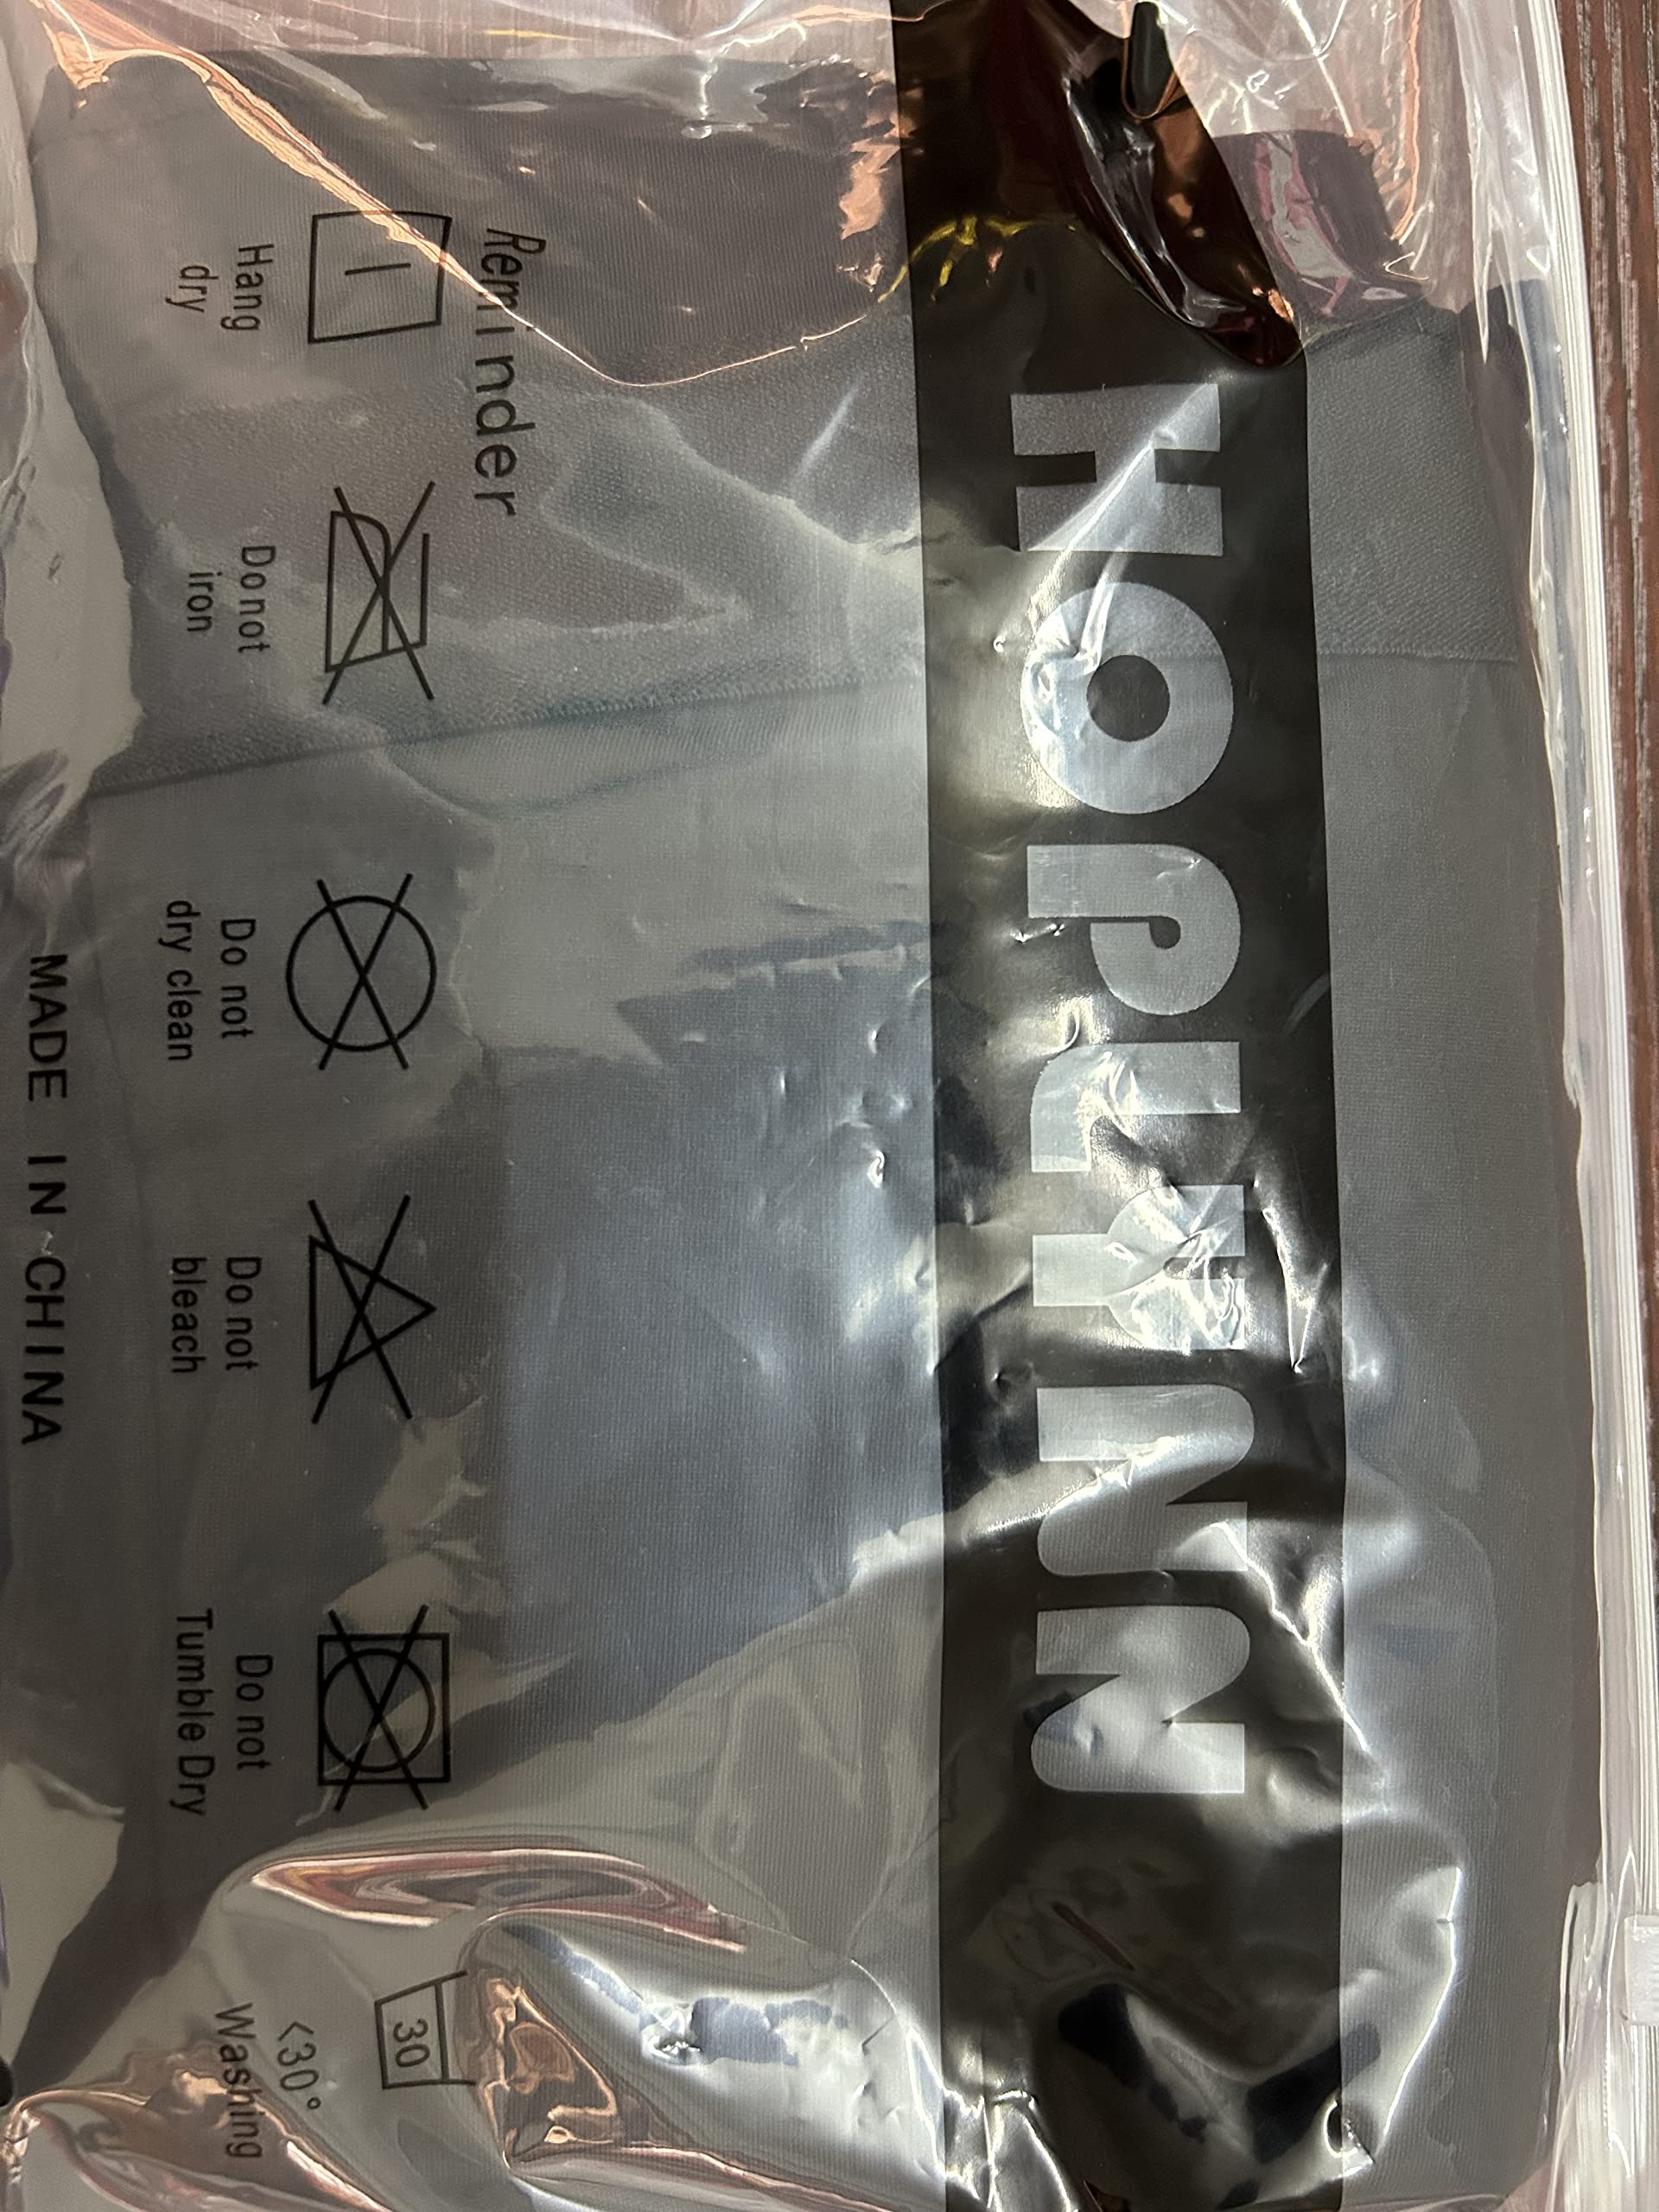 HOPLYNN
Reminder
30
Hang
dry
Do not
iron
Do not
dry clean
Do not
bleach
Do not
Tumble Dry
<30°
Washing
MADE IN CHINA